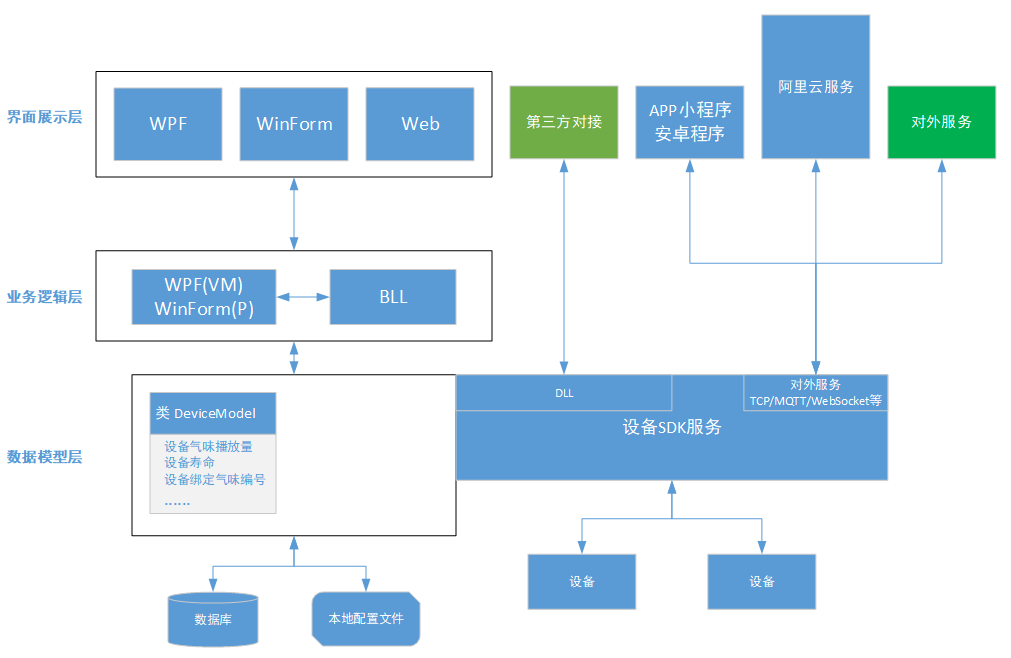 界面展示层
WPF
WinForm
Web
第三方对接
APP小程序
安卓程序
阿里云服务
对外服务
业务逻辑层
WPF(VM)
WinForm(P)
BLL
数据模型层
类 DeviceModel
设备气味播放量
设备寿命
设备绑定气味编号
......
DLL
对外服务
TCP/MQTT/WebSocket等
设备SDK服务
设备
设备
数据库
本地配置文件